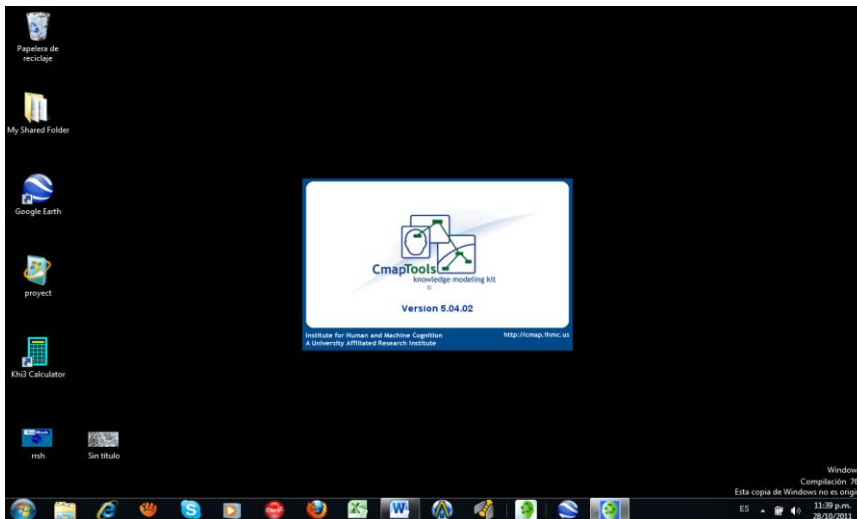 Papelera de
reciclaje
My Shared Folder
Google Earth
proyect
Khi3 Calculator
rrsh
Sin título
CmapTools
knowledge modeling kit
Version 5.04.02
Institute for Human and Machine Cognition
A University Affiliated Research Institute
http://cmap.ihmc.us
Window
Compilación 76
Esta copia de Windows no es origi
ES
11:39 p.m.
28/10/2011